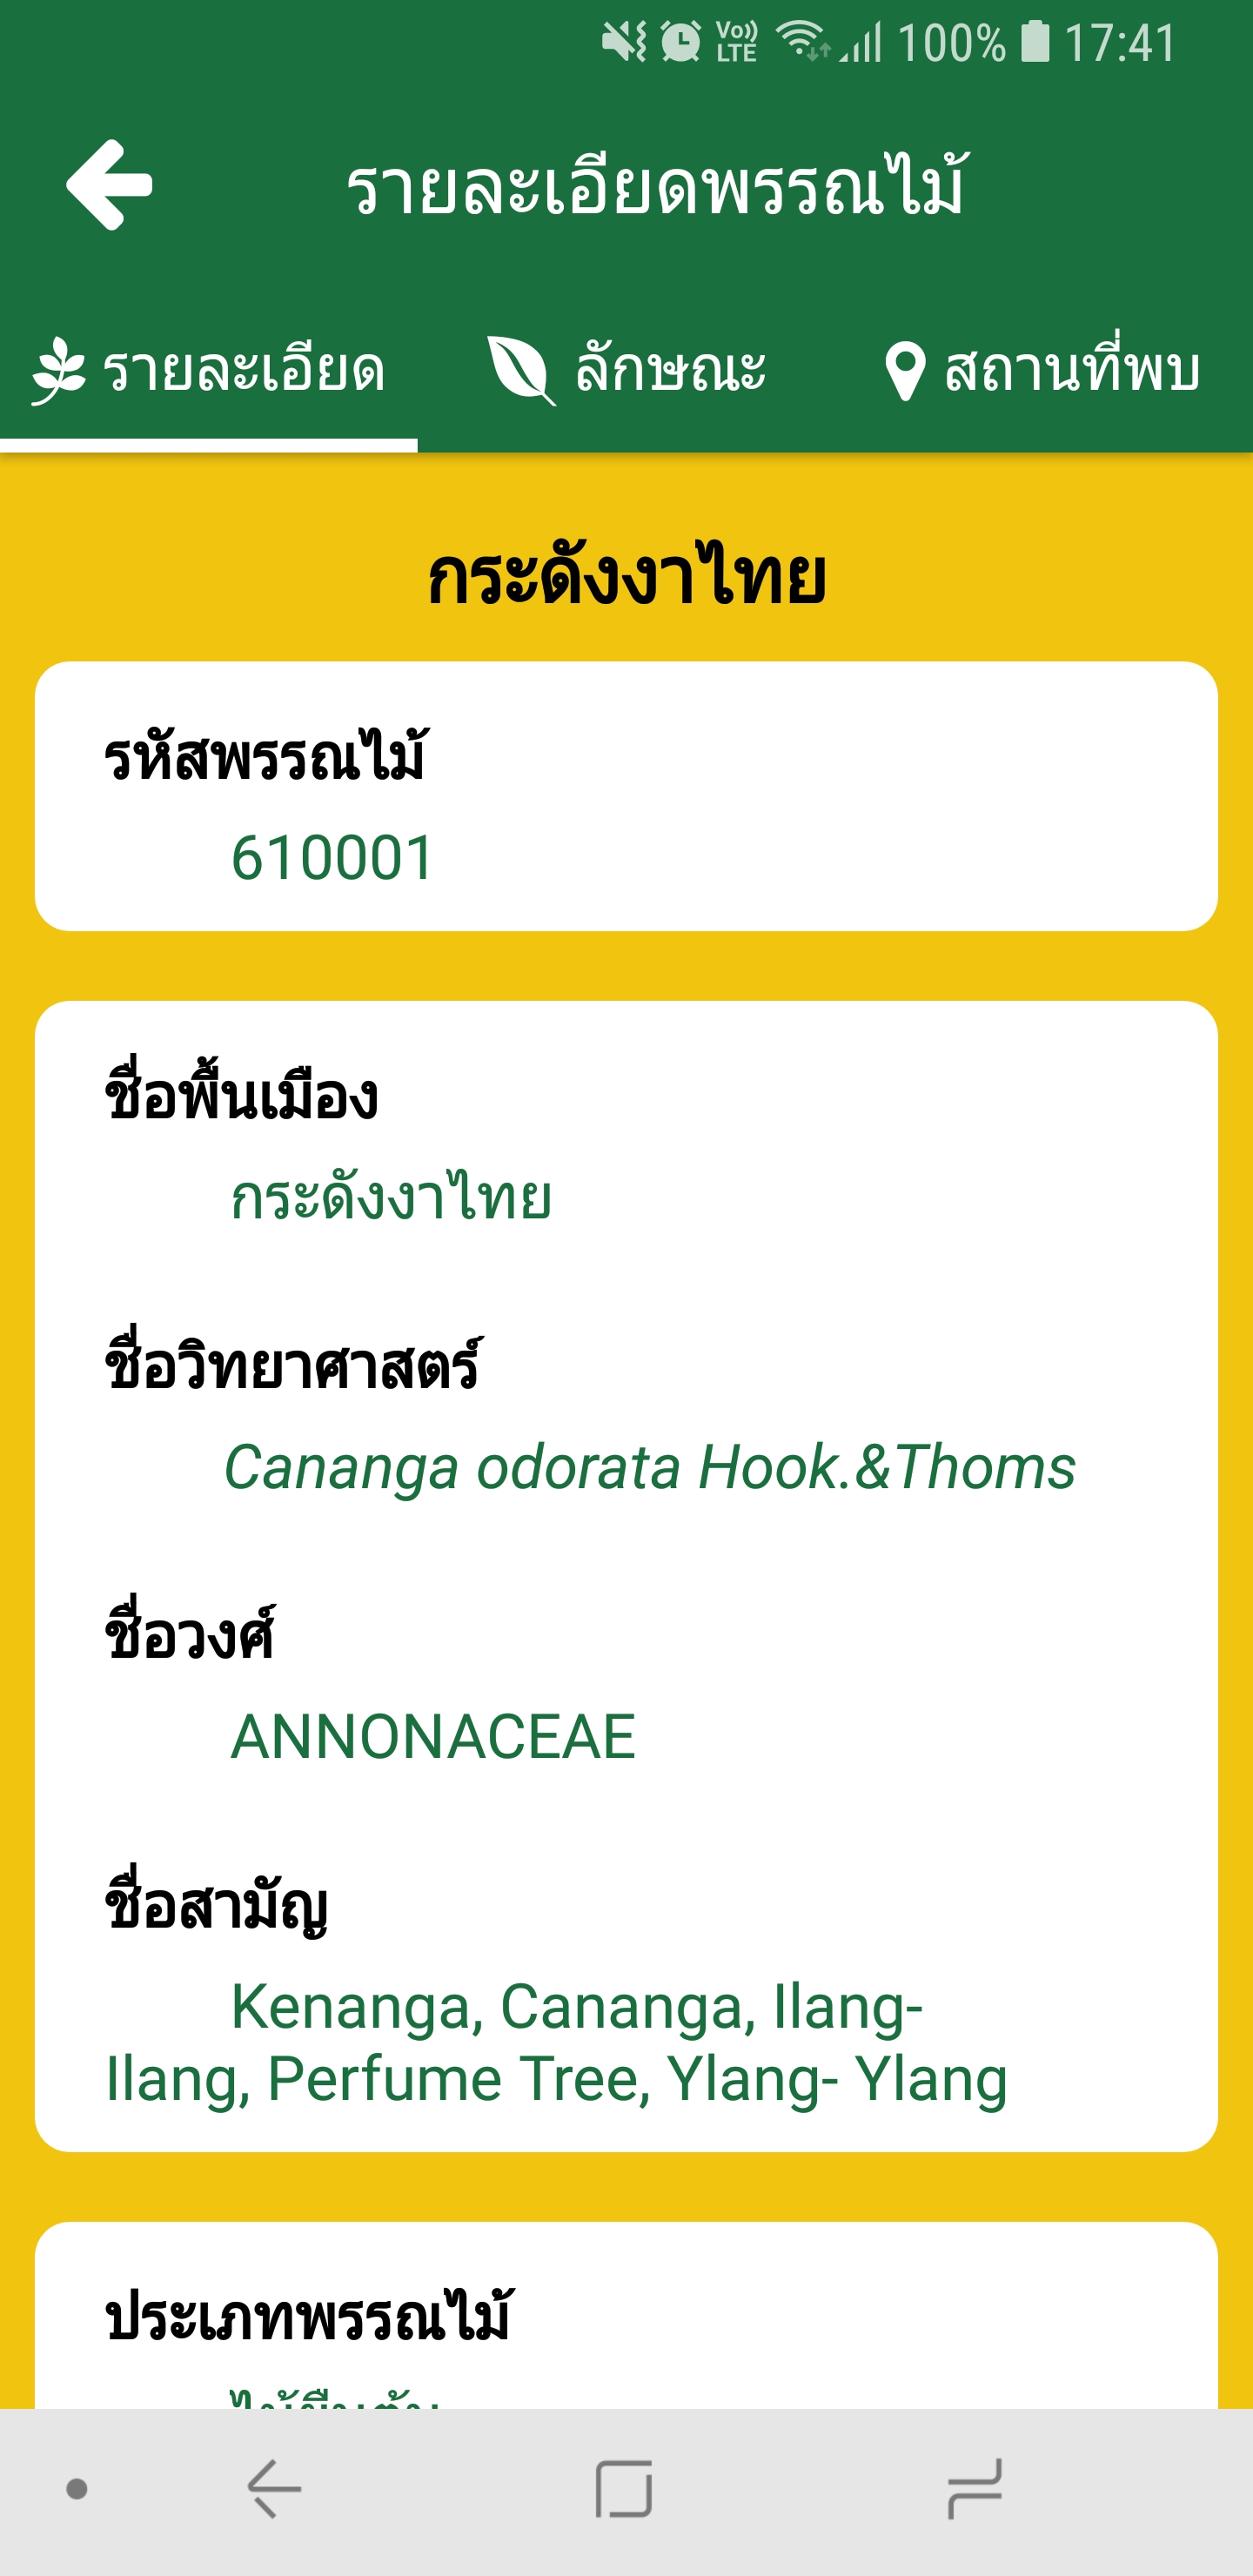 Vo)) LTE 100% 17:41
รายละเอียดพรรณไม้
รายละเอียด ลักษณะ สถานที่พบ
กระดังงาไทย
รหัสพรรณไม้
610001
ชื่อพื้นเมือง
กระดังงาไทย
ชื่อวิทยาศาสตร์
Cananga odorata Hook.&Thoms
ชื่อวงศ์
ANNONACEAE
ชื่อสามัญ
Kenanga, Cananga, Ilang-
Ilang, Perfume Tree, Ylang- Ylang
ประเภทพรรณไม้